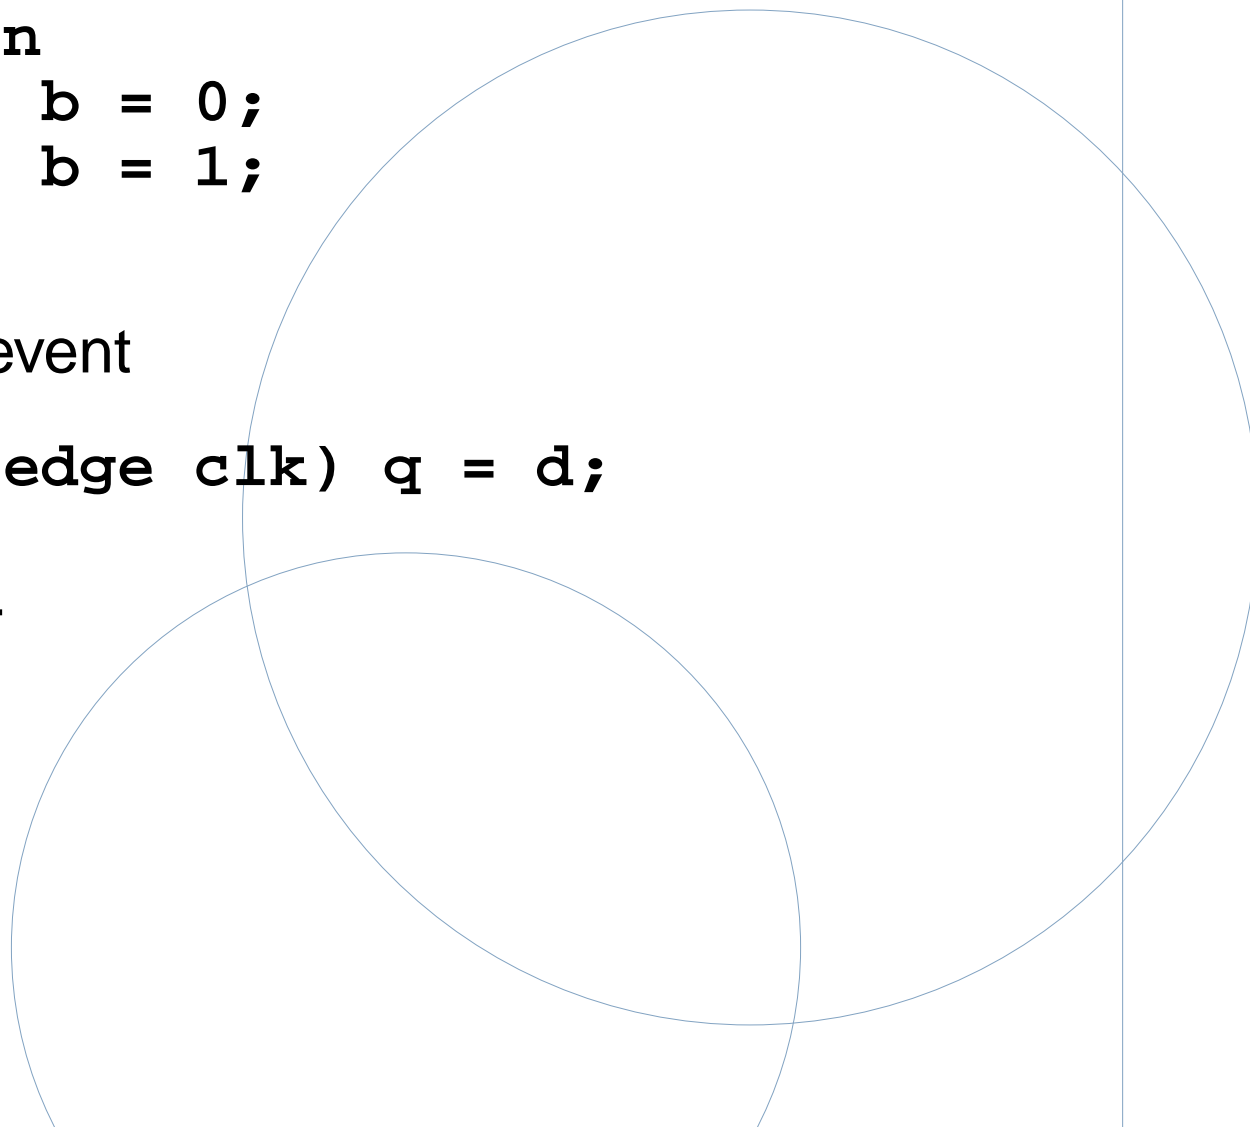 n
b = 0;
b = 1;
event
edge clk) q = d;